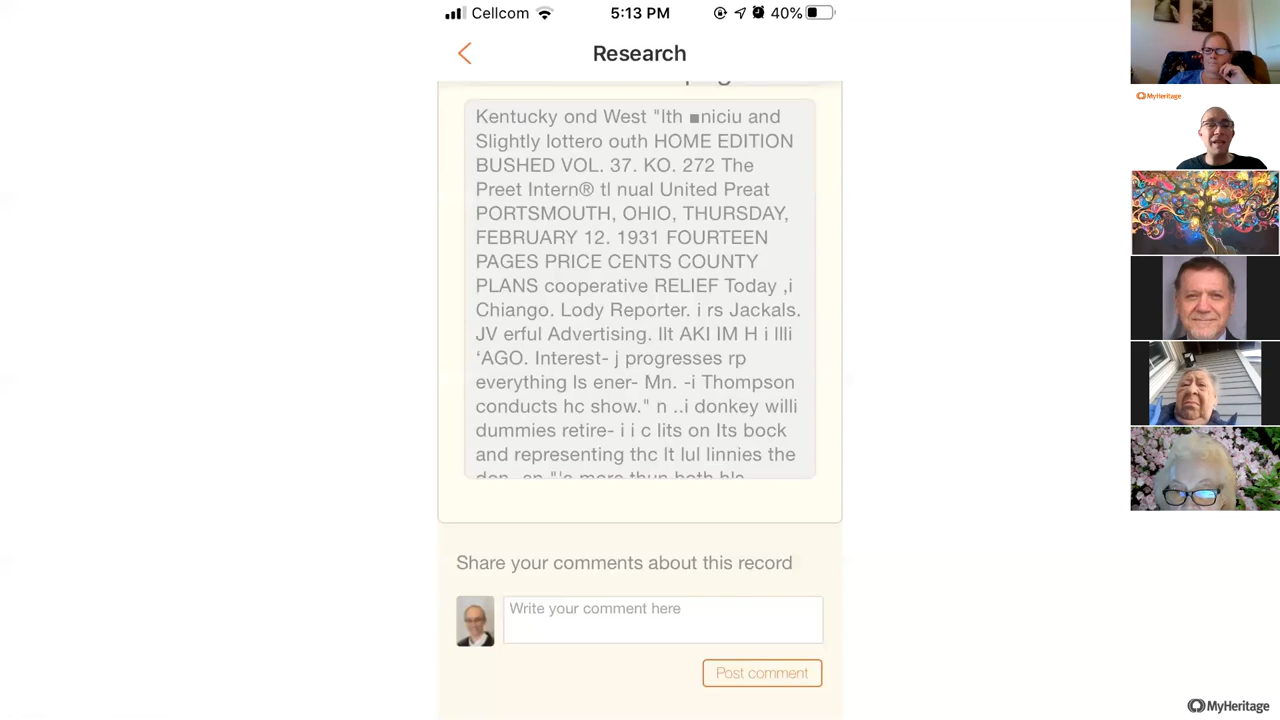 Cellcom 5:13 PM 40%
Research
Kentucky ond West "lth ■niciu and
Slightly lottero outh HOME EDITION
BUSHED VOL. 37. KO. 272 The
Preet Intern® tl nual United Preat
PORTSMOUTH, OHIO, THURSDAY,
FEBRUARY 12. 1931 FOURTEEN
PAGES PRICE CENTS COUNTY
PLANS cooperative RELIEF Today ,i
Chiango. Lody Reporter. i rs Jackals.
JV erful Advertising. Ilt AKI IM H i llli
‘AGO. Interest- j progresses rp
everything Is ener- Mn. -i Thompson
conducts hc show." n ..i donkey willi
dummies retire- i i c lits on Its bock
and representing thc It lul linnies the
Share your comments about this record
Write your comment here
Post comment
MyHeritage
MyHeritage